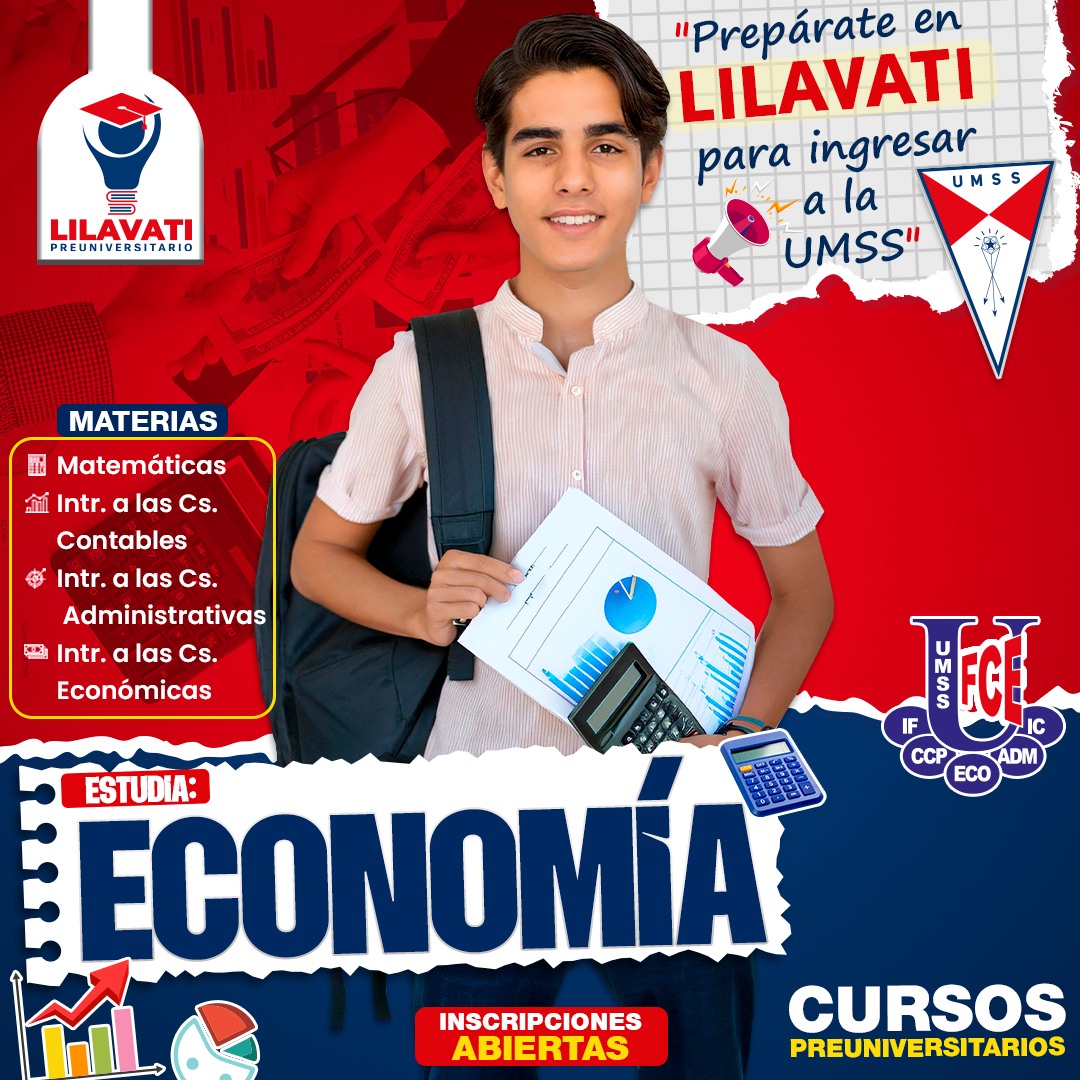 "Prepárate en
LILAVATI
para ingresar
a la
UMSS"
UMSS
LILAVATI
PREUNIVERSITARIO
MATERIAS
Matemáticas
Intr. a las Cs.
Contables
Intr. a las Cs.
Administrativas
Intr. a las Cs.
Económicas
UMSS
FCE
IF
IC
CCP
ADM
ECO
ESTUDIA:
ECONOMÍA
INSCRIPCIONES
ABIERTAS
CURSOS
PREUNIVERSITARIOS